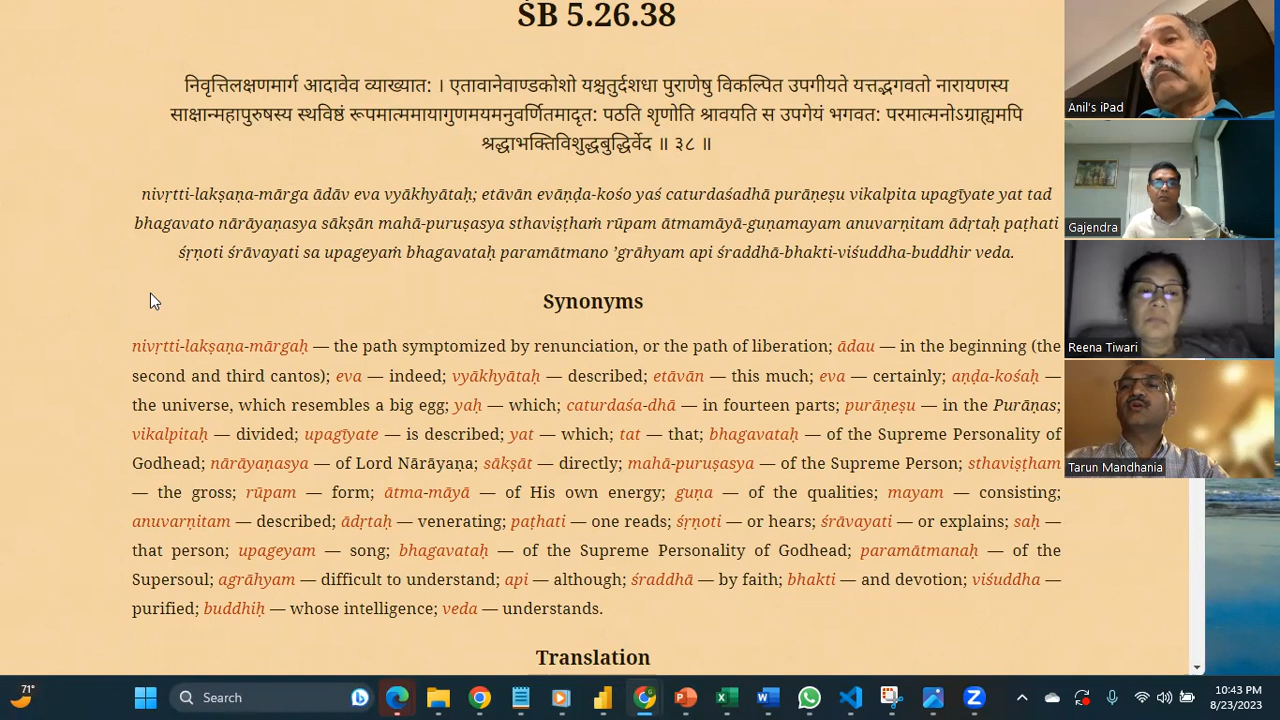 ŚB 5.26.38
निवृत्तिलक्षणमार्ग आदावेव व्याख्यात: । एतावानेवाण्डकोशो यश्चतुर्दशधा पुराणेषु विकल्पित उपगीयते यत्तद्भगवतो नारायणस्य
साक्षान्महापुरुषस्य स्थविष्ठं रूपमात्ममायागुणमयमनुवर्णितमादृत: पठति शृणोति श्रावयति स उपगेयं भगवत: परमात्मनोऽग्राह्यमपि
श्रद्धाभक्तिविशुद्धबुद्धिर्वेद ॥ ३८ ॥
nivṛtti-lakṣaṇa-mārga ādāv eva vyākhyātaḥ; etāvān evāṇḍa-kośo yaś caturdaśadhā purāṇeṣu vikalpita upagīyate yat tad
bhagavato nārāyaṇasya sākṣān mahā-puruṣasya sthaviṣṭhaṁ rūpam ātmamāyā-guṇamayam anuvarṇitam ādṛtaḥ paṭhati
śṛṇoti śrāvayati sa upageyaṁ bhagavataḥ paramātmano ’grāhyam api śraddhā-bhakti-viśuddha-buddhir veda.
Synonyms
nivṛtti-lakṣaṇa-mārgaḥ — the path symptomized by renunciation, or the path of liberation; ādau — in the beginning (the
second and third cantos); eva — indeed; vyākhyātaḥ — described; etāvān — this much; eva — certainly; aṇḍa-kośaḥ —
the universe, which resembles a big egg; yaḥ — which; caturdaśa-dhā — in fourteen parts; purāṇeṣu — in the Purāṇas;
vikalpitaḥ — divided; upagīyate — is described; yat — which; tat — that; bhagavataḥ — of the Supreme Personality of
Godhead; nārāyaṇasya — of Lord Nārāyaṇa; sākṣāt — directly; mahā-puruṣasya — of the Supreme Person; sthaviṣṭham
— the gross; rūpam — form; ātma-māyā — of His own energy; guṇa — of the qualities; mayam — consisting;
anuvarṇitam — described; ādṛtaḥ — venerating; paṭhati — one reads; śṛṇoti — or hears; śrāvayati — or explains; saḥ —
that person; upageyam — song; bhagavataḥ — of the Supreme Personality of Godhead; paramātmanaḥ — of the
Supersoul; agrāhyam — difficult to understand; api — although; śraddhā — by faith; bhakti — and devotion; viśuddha —
purified; buddhiḥ — whose intelligence; veda — understands.
Translation
Anil's iPad
Gajendra
Reena Tiwari
Tarun Mandhania
71°
Search
10:43 PM
8/23/2023